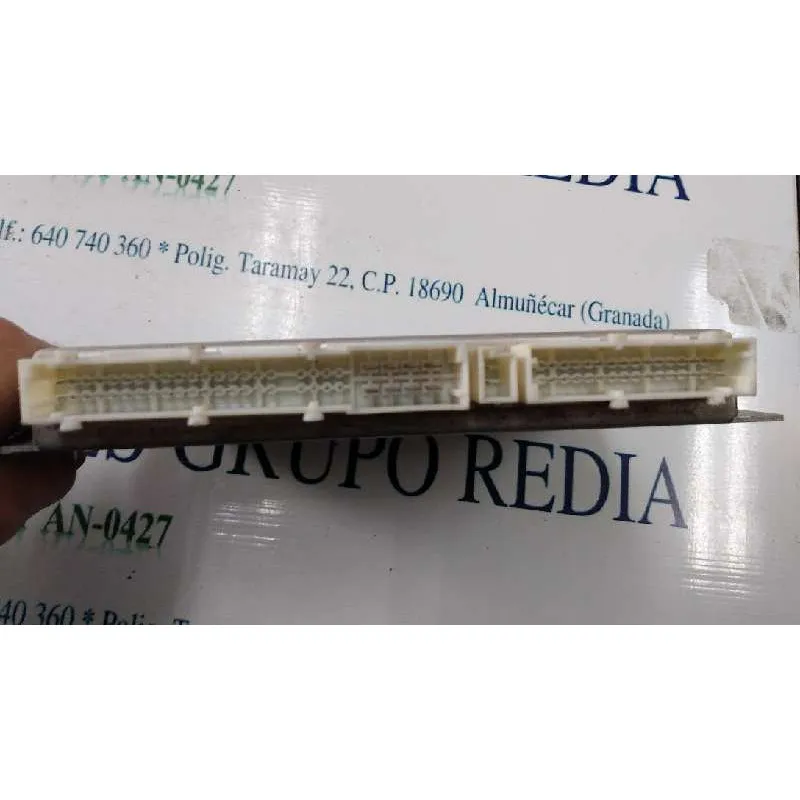 AN-0427
EDIA
lf.: 640 740 360 * Polig. Taramay 22, C.P. 18690 Almuñécar (Granada)
ES GRUPO REDIA
AN-0427
40 360 * Polig. T